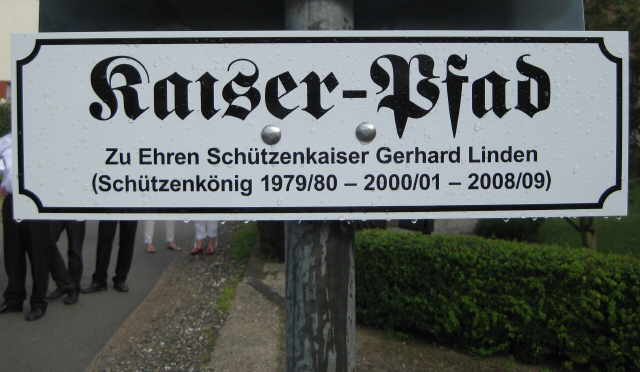 Kaiser-Pfad
Zu Ehren Schützenkaiser Gerhard Linden
(Schützenkönig 1979/80 – 2000/01 – 2008/09)